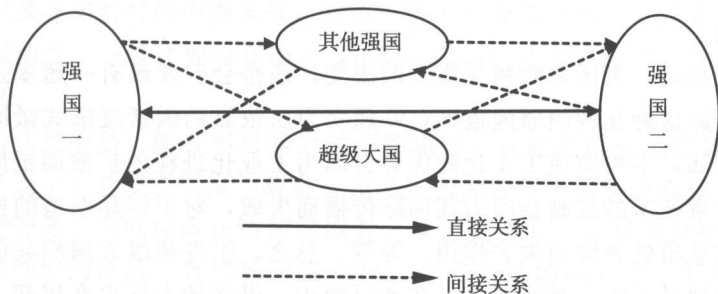 其他强国
强国一
强国二
超级大国
直接关系
间接关系